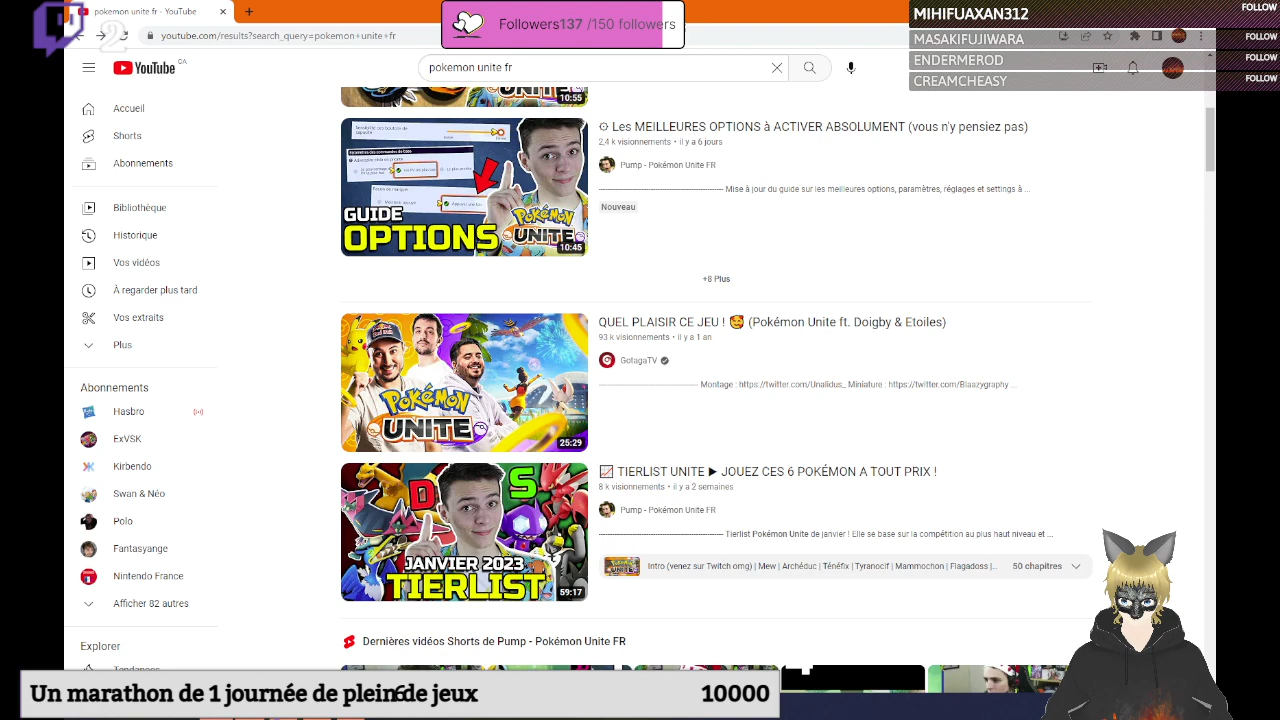 pokemon unite fr - YouTube
Followers 137 / 150 followers
MIHIFUAXAN312 FOLLOW
MASAKIFUJIWARA FOLLOW
ENDERMEROD FOLLOW
CREAMCHEASY FOLLOW
2
youtube.com/results?search_query=pokemon+unite+fr
YouTube CA
pokemon unite fr
Accueil
Shorts
Abonnements
Bibliothèque
Historique
Vos vidéos
À regarder plus tard
Vos extraits
Plus
Abonnements
Hasbro
ExVSK
Kirbendo
Swan & Néo
Polo
Fantasyange
Nintendo France
Afficher 82 autres
Explorer
Tendances
10:55
GUIDE
OPTIONS
POKÉMON
UNITE
10:45
Les MEILLEURES OPTIONS à ACTIVER ABSOLUMENT (vous n'y pensiez pas)
2,4 k visionnements • il y a 6 jours
Pump - Pokémon Unite FR
Mise à jour du guide sur les meilleures options, paramètres, réglages et settings à ...
Nouveau
+8 Plus
POKÉMON
UNITE
25:29
QUEL PLAISIR CE JEU ! 🥰 (Pokémon Unite ft. Doigby & Etoiles)
93 k visionnements • il y a 1 an
GotagaTV
Montage : https://twitter.com/Unalidus_ Miniature : https://twitter.com/Blaazygraphy ...
D S
JANVIER 2023
TIERLIST
59:17
📈 TIERLIST UNITE ▶ JOUEZ CES 6 POKÉMON A TOUT PRIX !
8 k visionnements • il y a 2 semaines
Pump - Pokémon Unite FR
Tierlist Pokémon Unite de janvier ! Elle se base sur la compétition au plus haut niveau et ...
Intro (venez sur Twitch omg) | Mew | Archéduc | Ténéfix | Tyranocif | Mammochon | Flagadoss |...
50 chapitres
Dernières vidéos Shorts de Pump - Pokémon Unite FR
Un marathon de 1 journée de plein de jeux
6
10000